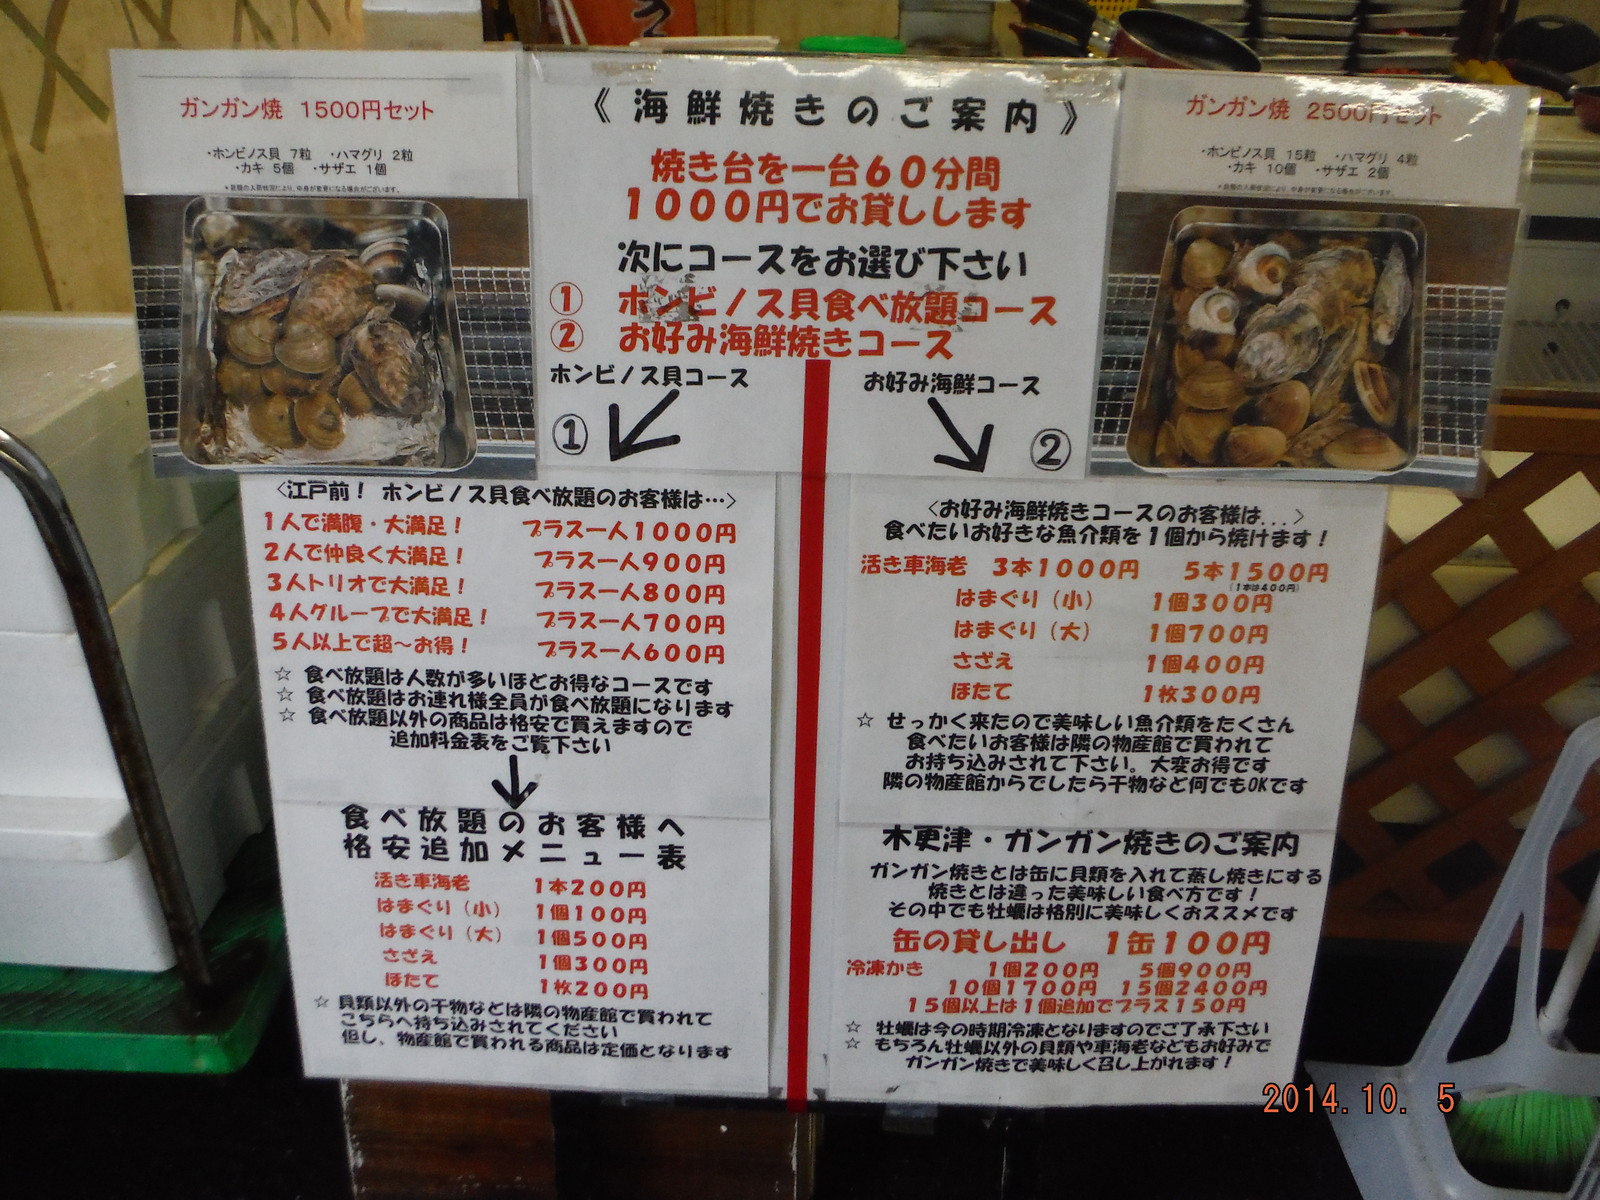 ガンガン焼 1500円セット
・ホンビノス貝 7粒 ・ハマグリ 2粒
・カキ 5個 ・サザエ 1個
《海鮮焼きのご案内》
焼き台を一台60分間
1000円でお貸しします
次にコースをお選び下さい
① ホンビノス貝食べ放題コース
② お好み海鮮焼きコース
ホンビノス貝コース
①
お好み海鮮コース
②
ガンガン焼 2500円セット
・ホンビノス貝 15粒 ・ハマグリ 4粒
・カキ 10個 ・サザエ 2個
<江戸前！ ホンビノス貝食べ放題のお客様は…>
1人で満腹・大満足！ プラス一人1000円
2人で仲良く大満足！ プラス一人900円
3人トリオで大満足！ プラス一人800円
4人グループで大満足！ プラス一人700円
5人以上で超～お得！ プラス一人600円
☆ 食べ放題は人数が多いほどお得なコースです
☆ 食べ放題はお連れ様全員が食べ放題になります
☆ 食べ放題以外の商品は格安で買えますので
追加料金表をご覧下さい
食べ放題のお客様へ
格安追加メニュー表
活き車海老 1本200円
はまぐり（小） 1個100円
はまぐり（大） 1個500円
さざえ 1個300円
ほたて 1枚200円
☆ 貝類以外の干物などは隣の物産館で買われて
こちらへ持ち込みされてください
但し、物産館で買われる商品は定価となります
<お好み海鮮焼きコースのお客様は...>
食べたいお好きな魚介類を1個から焼けます！
活き車海老 3本1000円 5本1500円
（1本は400円）
はまぐり（小） 1個300円
はまぐり（大） 1個700円
さざえ 1個400円
ほたて 1枚300円
☆ せっかく来たので美味しい魚介類をたくさん
食べたいお客様は隣の物産館で買われて
お持ち込みされて下さい。大変お得です
隣の物産館からでしたら干物など何でもOKです
木更津・ガンガン焼きのご案内
ガンガン焼きとは缶に貝類を入れて蒸し焼きにする
焼きとは違った美味しい食べ方です！
その中でも牡蠣は格別に美味しくおススメです
缶の貸し出し 1缶100円
冷凍かき 1個200円 5個900円
10個1700円 15個2400円
15個以上は1個追加でプラス150円
☆ 牡蠣は今の時期冷凍となりますのでご了承下さい
☆ もちろん牡蠣以外の貝類や車海老などもお好みで
ガンガン焼きで美味しく召し上がれます！
2014.10. 5